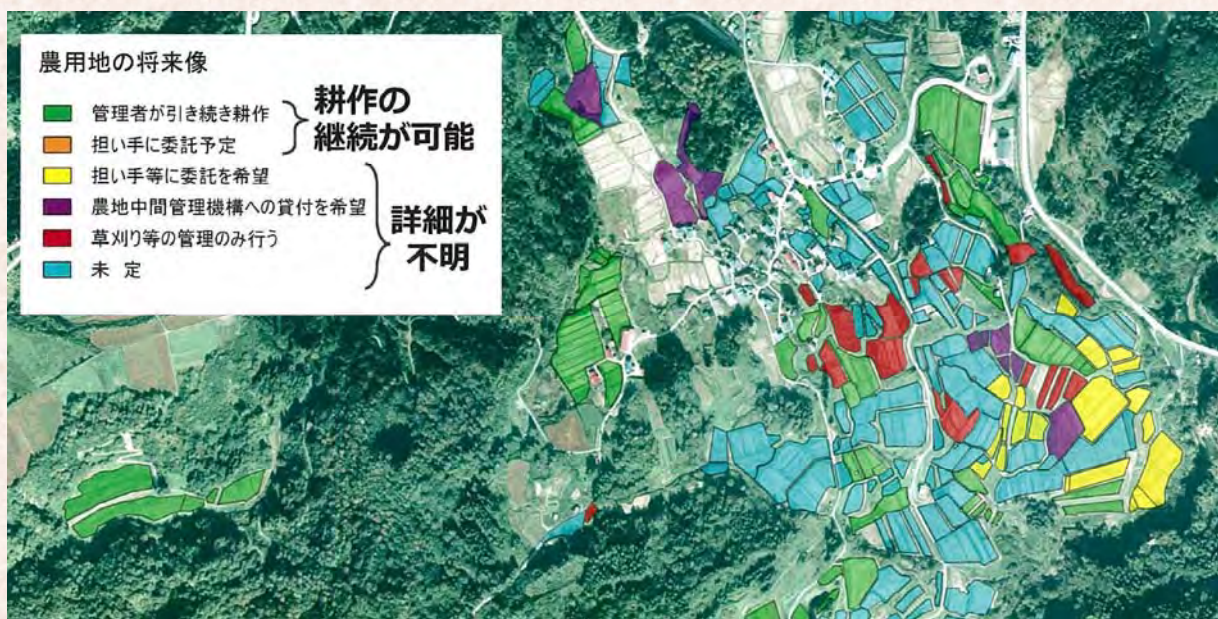 農用地の将来像
管理者が引き続き耕作
担い手に委託予定
耕作の
継続が可能
担い手等に委託を希望
農地中間管理機構への貸付を希望
草刈り等の管理のみ行う
未 定
詳細が
不明